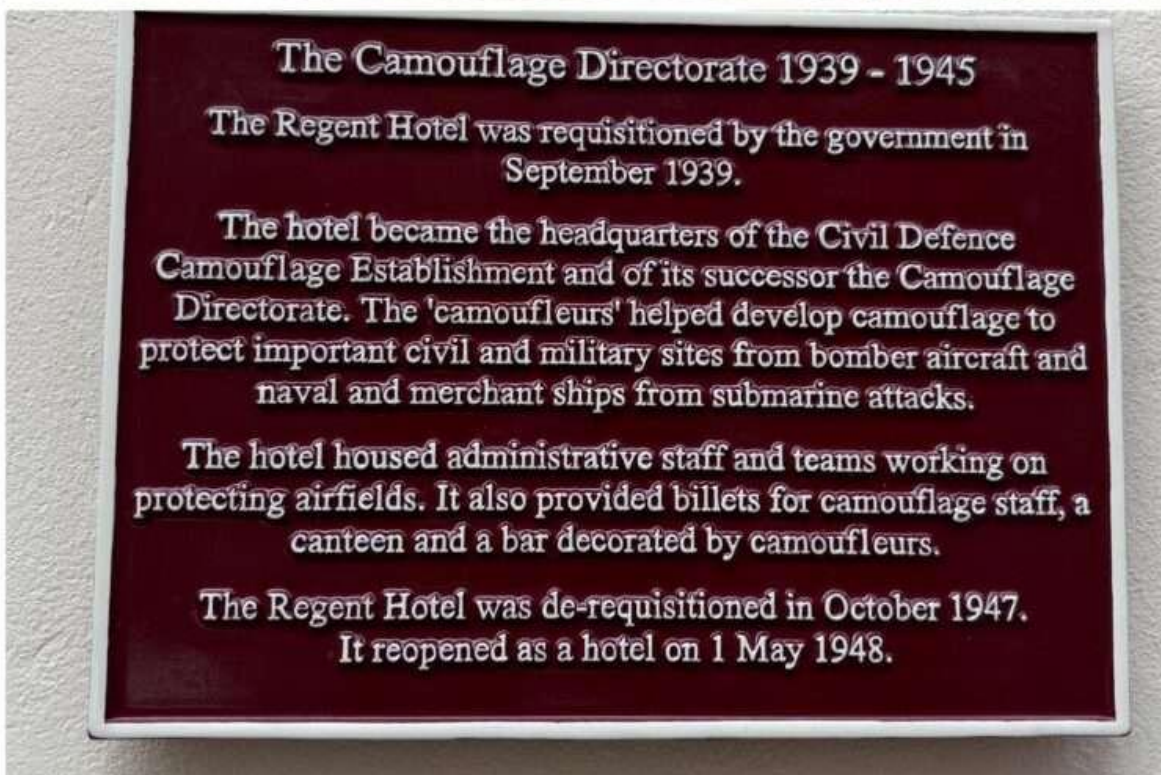 The Camouflage Directorate 1939 - 1945
The Regent Hotel was requisitioned by the government in
September 1939.
The hotel became the headquarters of the Civil Defence
Camouflage Establishment and of its successor the Camouflage
Directorate. The 'camoufleurs' helped develop camouflage to
protect important civil and military sites from bomber aircraft and
naval and merchant ships from submarine attacks.
The hotel housed administrative staff and teams working on
protecting airfields. It also provided billets for camouflage staff, a
canteen and a bar decorated by camoufleurs.
The Regent Hotel was de-requisitioned in October 1947.
It reopened as a hotel on 1 May 1948.